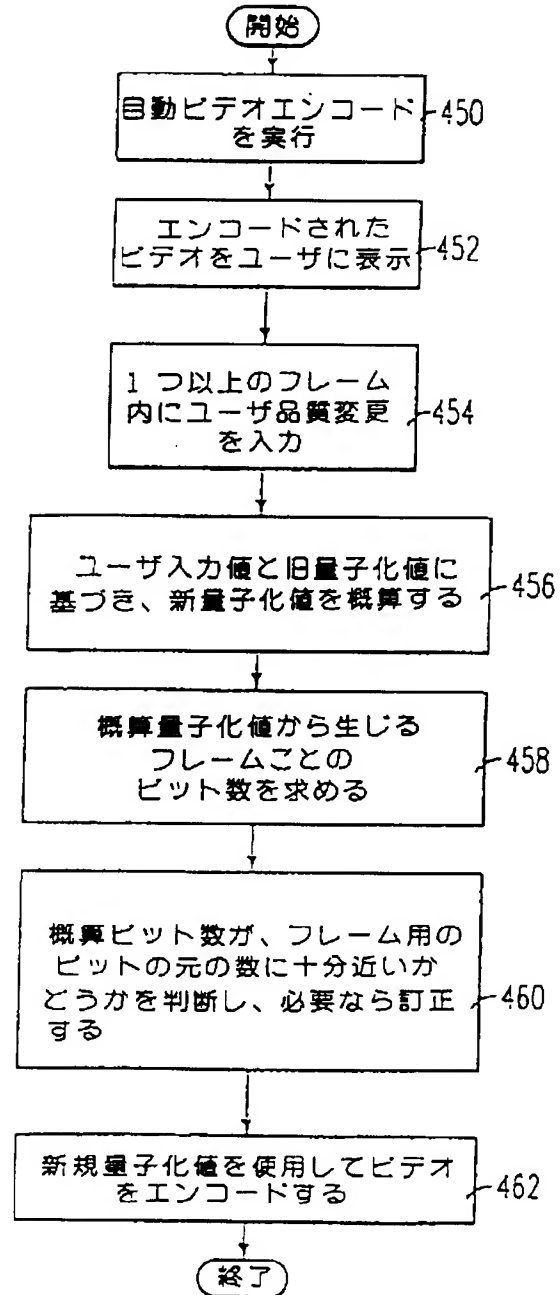 開始
自動ビデオエンコード
を実行
450
エンコードされた
ビデオをユーザに表示
452
1 つ以上のフレーム
内にユーザ品質変更
を入力
454
ユーザ入力値と旧量子化値に
基づき、新量子化値を概算する
456
概算量子化値から生じる
フレームごとの
ビット数を求める
458
概算ビット数が、フレーム用の
ビットの元の数に十分近いか
どうかを判断し、必要なら訂正
する
460
新規量子化値を使用してビデオ
をエンコードする
462
終了